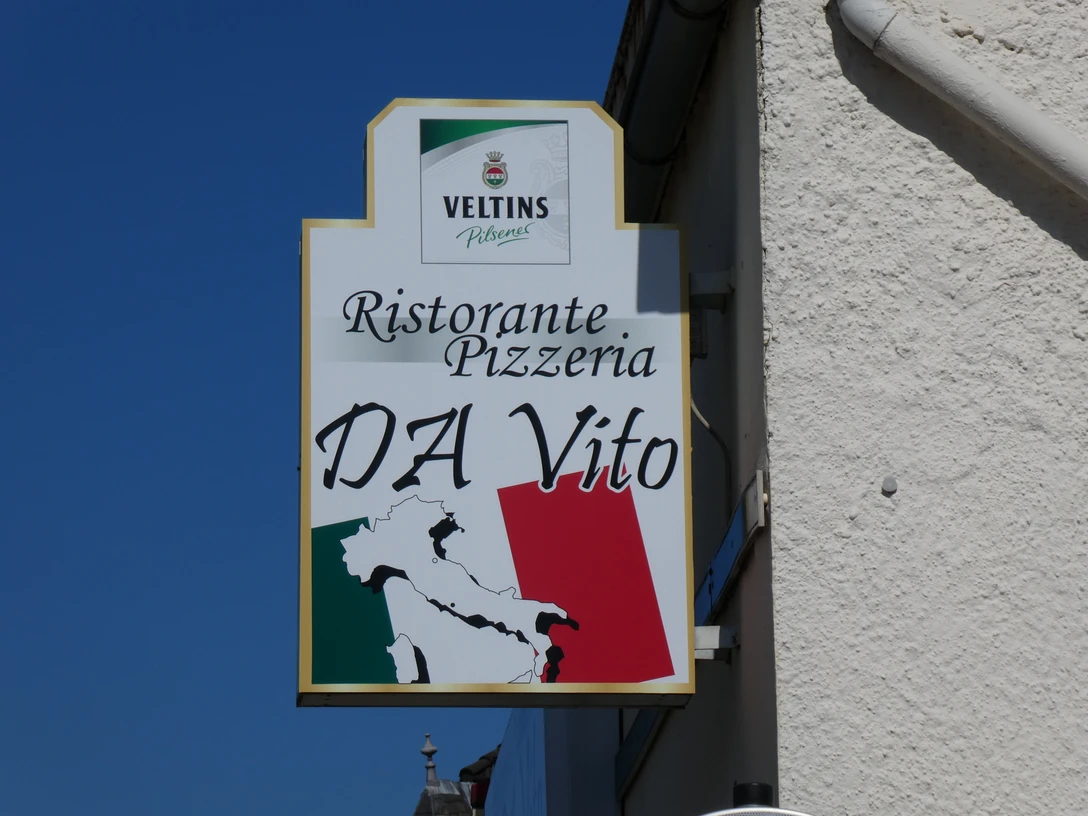 VELTINS
Pilsener
Ristorante
Pizzeria
DA Vito